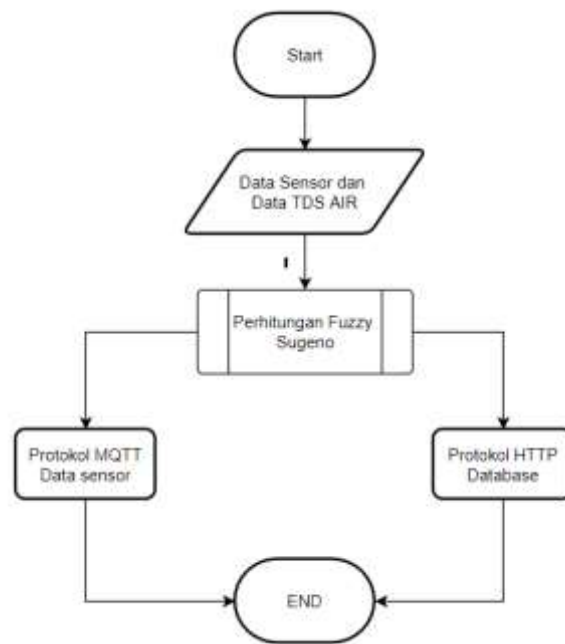 Start
Data Sensor dan
Data TDS AIR
Perhitungan Fuzzy
Sugeno
Protokol MQTT
Data sensor
Protokol HTTP
Database
END